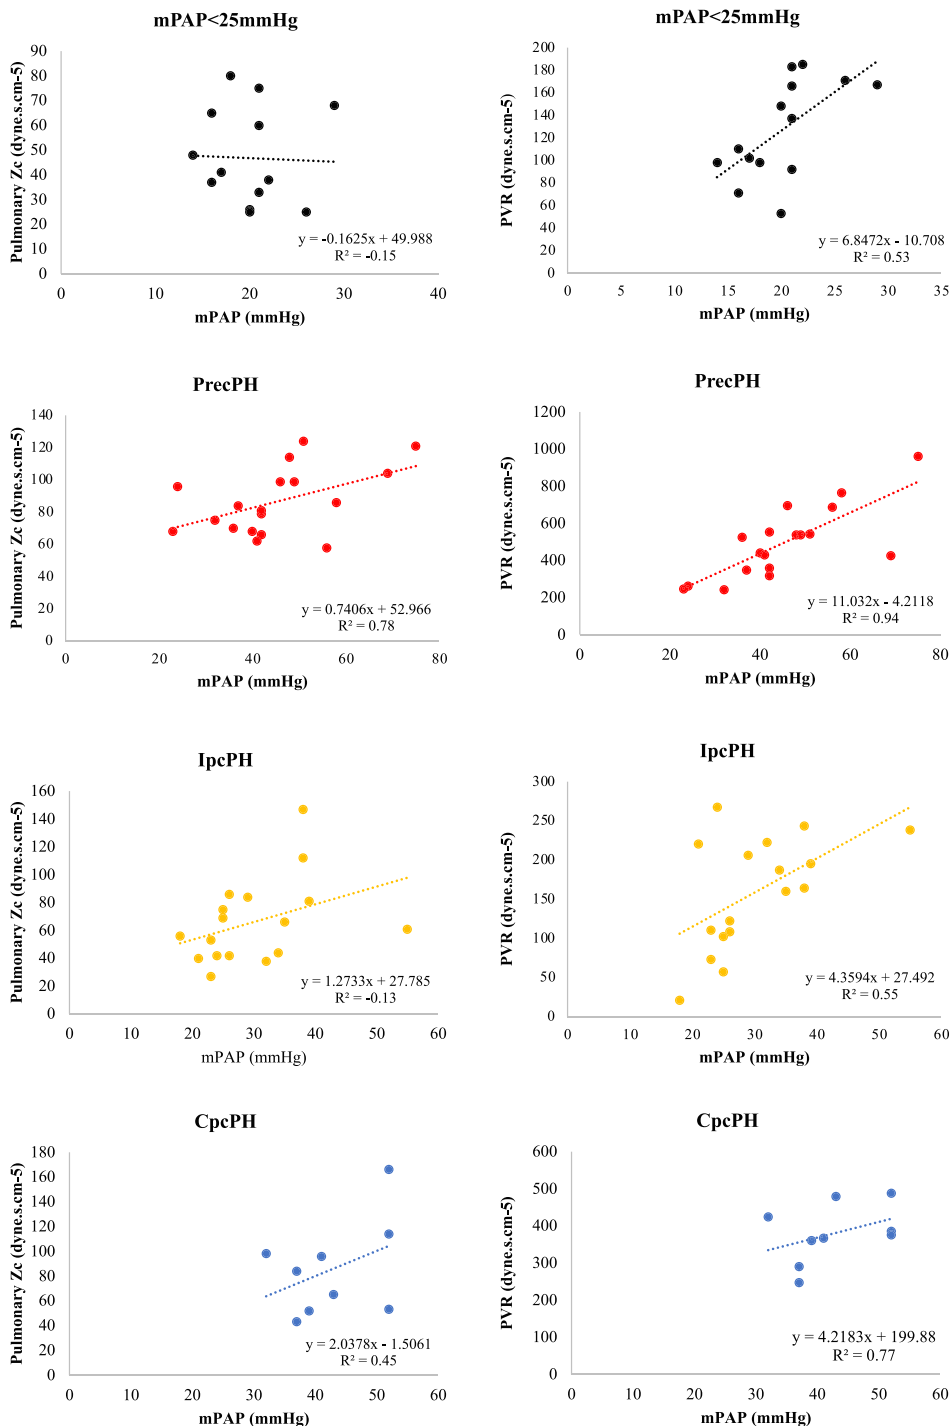 mPAP<25mmHg
Pulmonary Zc (dyne.s.cm-5)
90
80
70
60
50
40
30
20
10
0
0 10 20 30 40
mPAP (mmHg)
y = -0.1625x + 49.988
R² = -0.15
mPAP<25mmHg
PVR (dyne.s.cm-5)
200
180
160
140
120
100
80
60
40
20
0
0 5 10 15 20 25 30 35
mPAP (mmHg)
y = 6.8472x - 10.708
R² = 0.53
PrecPH
Pulmonary Zc (dyne.s.cm-5)
140
120
100
80
60
40
20
0
0 20 40 60 80
mPAP (mmHg)
y = 0.7406x + 52.966
R² = 0.78
PrecPH
PVR (dyne.s.cm-5)
1200
1000
800
600
400
200
0
0 20 40 60 80
mPAP (mmHg)
y = 11.032x - 4.2118
R² = 0.94
IpcPH
Pulmonary Zc (dyne.s.cm-5)
160
140
120
100
80
60
40
20
0
0 10 20 30 40 50 60
mPAP (mmHg)
y = 1.2733x + 27.785
R² = -0.13
IpcPH
PVR (dyne.s.cm-5)
300
250
200
150
100
50
0
0 10 20 30 40 50 60
mPAP (mmHg)
y = 4.3594x + 27.492
R² = 0.55
CpcPH
Pulmonary Zc (dyne.s.cm-5)
180
160
140
120
100
80
60
40
20
0
0 10 20 30 40 50 60
mPAP (mmHg)
y = 2.0378x - 1.5061
R² = 0.45
CpcPH
PVR (dyne.s.cm-5)
600
500
400
300
200
100
0
0 10 20 30 40 50 60
mPAP (mmHg)
y = 4.2183x + 199.88
R² = 0.77